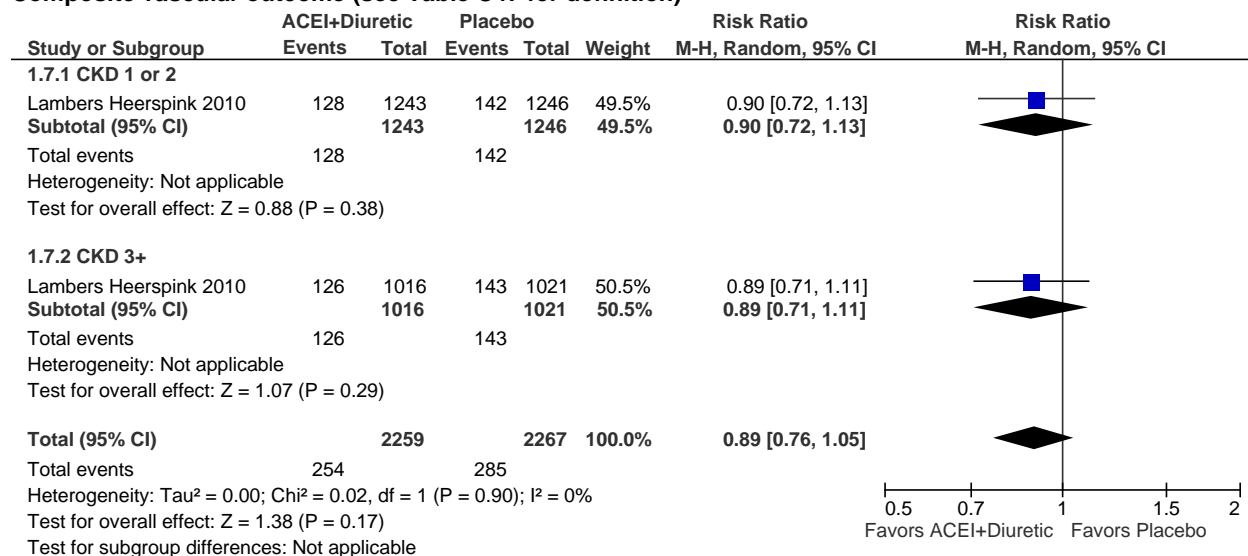 ACEI+Diuretic Placebo Risk Ratio Risk Ratio
Study or Subgroup Events Total Events Total Weight M-H, Random, 95% CI M-H, Random, 95% CI
1.7.1 CKD 1 or 2
Lambers Heerspink 2010 128 1243 142 1246 49.5% 0.90 [0.72, 1.13]
Subtotal (95% CI) 1243 1246 49.5% 0.90 [0.72, 1.13]
Total events 128 142
Heterogeneity: Not applicable
Test for overall effect: Z = 0.88 (P = 0.38)
1.7.2 CKD 3+
Lambers Heerspink 2010 126 1016 143 1021 50.5% 0.89 [0.71, 1.11]
Subtotal (95% CI) 1016 1021 50.5% 0.89 [0.71, 1.11]
Total events 126 143
Heterogeneity: Not applicable
Test for overall effect: Z = 1.07 (P = 0.29)
Total (95% CI) 2259 2267 100.0% 0.89 [0.76, 1.05]
Total events 254 285
Heterogeneity: Tau² = 0.00; Chi² = 0.02, df = 1 (P = 0.90); I² = 0%
Test for overall effect: Z = 1.38 (P = 0.17)
Test for subgroup differences: Not applicable
0.5 0.7 1 1.5 2
Favors ACEI+Diuretic Favors Placebo